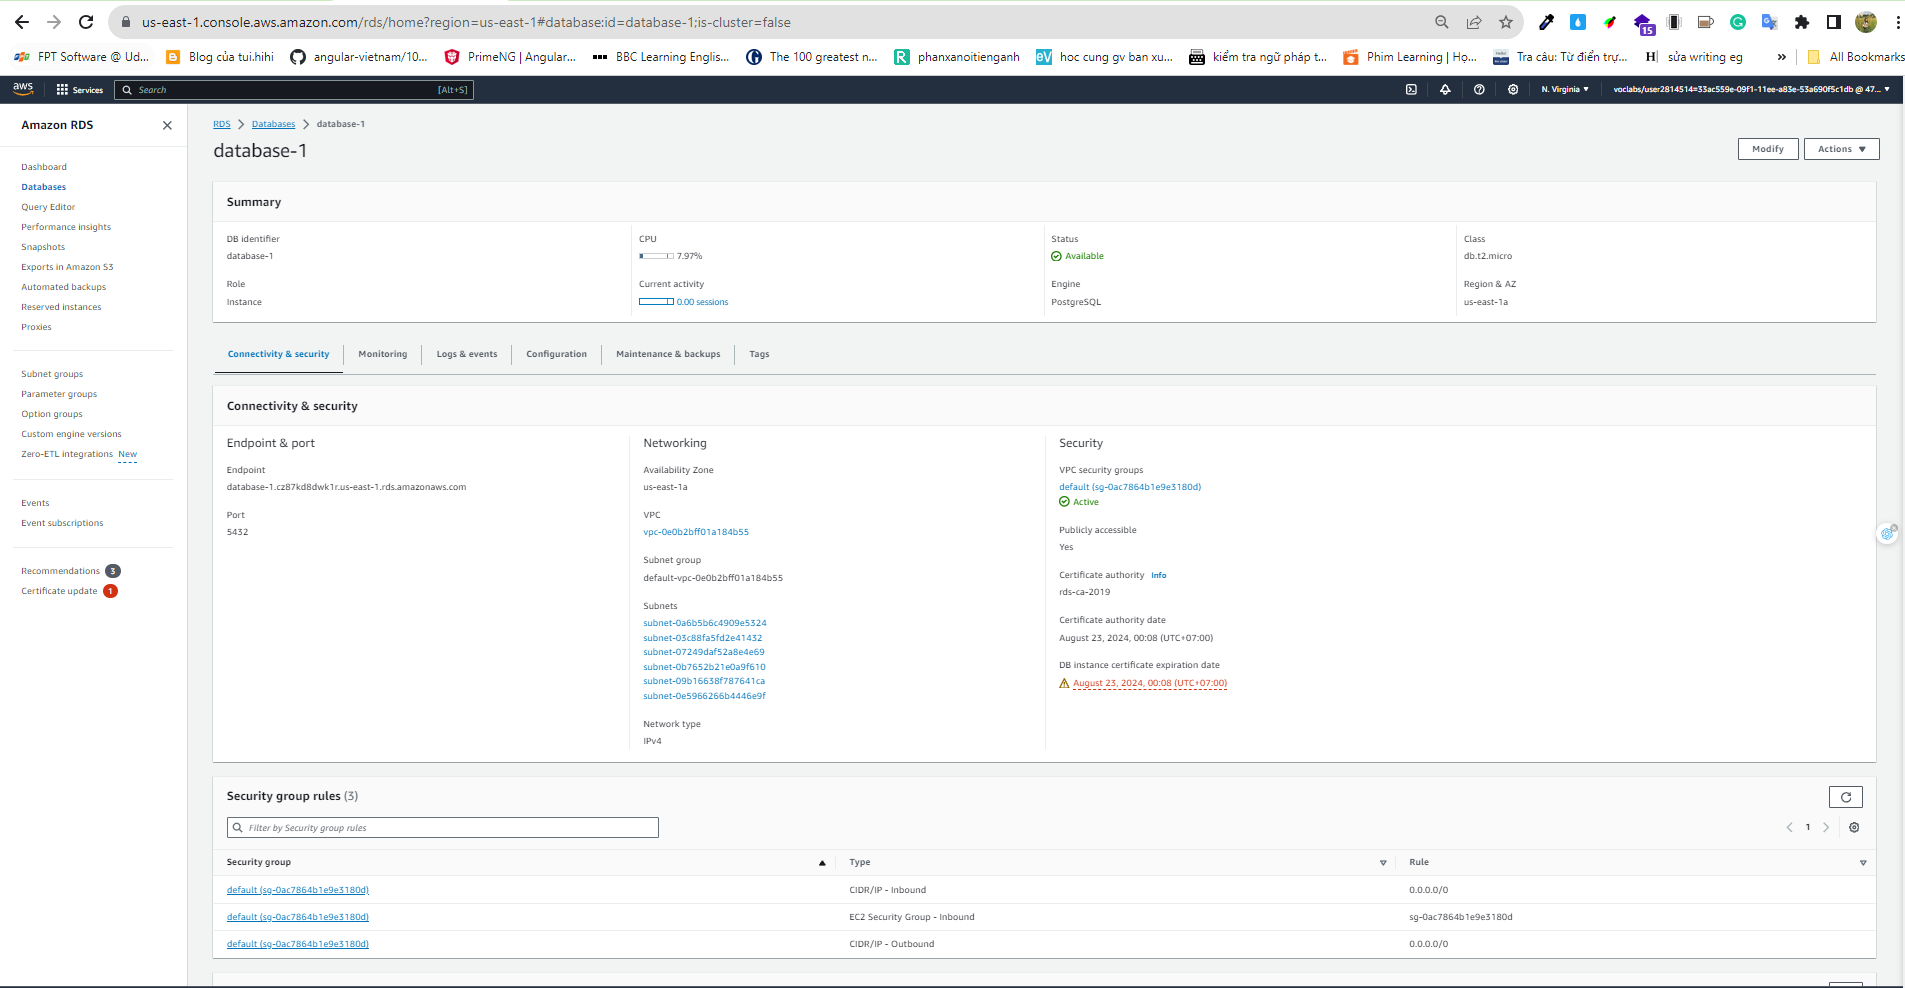 us-east-1.console.aws.amazon.com/rds/home?region=us-east-1#database:id=database-1;is-cluster=false
15
FPT Software @ Ud... Blog của tui.hihi angular-vietnam/10... PrimeNG | Angular... BBC Learning Englis... The 100 greatest n... phanxanoitienganh hoc cung gv ban xu... kiểm tra ngữ pháp t... Phim Learning | Họ... Tra câu: Từ điển trự... sửa writing eg » All Bookmarks
aws Services Search [Alt+S] N. Virginia ▼ voclabs/user2814514=33ac559e-09f1-11ee-a83e-53a690f5c1db @ 47... ▼
Amazon RDS
Dashboard
Databases
Query Editor
Performance insights
Snapshots
Exports in Amazon S3
Automated backups
Reserved instances
Proxies
Subnet groups
Parameter groups
Option groups
Custom engine versions
Zero-ETL integrations New
Events
Event subscriptions
Recommendations 3
Certificate update 1
RDS > Databases > database-1
database-1
Modify Actions ▼
Summary
DB identifier
database-1
Role
Instance
CPU
7.97%
Current activity
0.00 sessions
Status
Available
Engine
PostgreSQL
Class
db.t2.micro
Region & AZ
us-east-1a
Connectivity & security Monitoring Logs & events Configuration Maintenance & backups Tags
Connectivity & security
Endpoint & port
Endpoint
database-1.cz87kd8dwk1r.us-east-1.rds.amazonaws.com
Port
5432
Networking
Availability Zone
us-east-1a
VPC
vpc-0e0b2bff01a184b55
Subnet group
default-vpc-0e0b2bff01a184b55
Subnets
subnet-0a6b5b6c4909e5324
subnet-03c88fa5fd2e41432
subnet-07249daf52a8e4e69
subnet-0b7652b21e0a9f610
subnet-09b16638f787641ca
subnet-0e5966266b4446e9f
Network type
IPv4
Security
VPC security groups
default (sg-0ac7864b1e9e3180d)
Active
Publicly accessible
Yes
Certificate authority Info
rds-ca-2019
Certificate authority date
August 23, 2024, 00:08 (UTC+07:00)
DB instance certificate expiration date
August 23, 2024, 00:08 (UTC+07:00)
Security group rules (3)
Filter by Security group rules
1
Security group Type Rule
default (sg-0ac7864b1e9e3180d) CIDR/IP - Inbound 0.0.0.0/0
default (sg-0ac7864b1e9e3180d) EC2 Security Group - Inbound sg-0ac7864b1e9e3180d
default (sg-0ac7864b1e9e3180d) CIDR/IP - Outbound 0.0.0.0/0